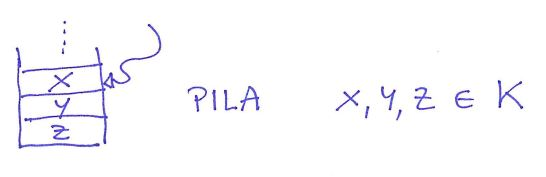 X
Y
Z
PILA X, Y, Z ∈ K